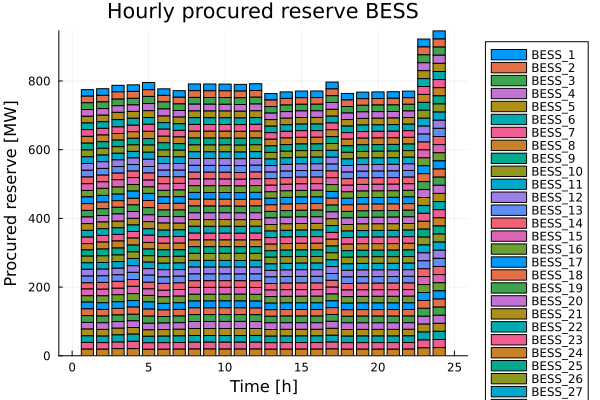 Hourly procured reserve BESS
Procured reserve [MW]
800
600
400
200
0
0 5 10 15 20 25
Time [h]
BESS_1
BESS_2
BESS_3
BESS_4
BESS_5
BESS_6
BESS_7
BESS_8
BESS_9
BESS_10
BESS_11
BESS_12
BESS_13
BESS_14
BESS_15
BESS_16
BESS_17
BESS_18
BESS_19
BESS_20
BESS_21
BESS_22
BESS_23
BESS_24
BESS_25
BESS_26
BESS_27